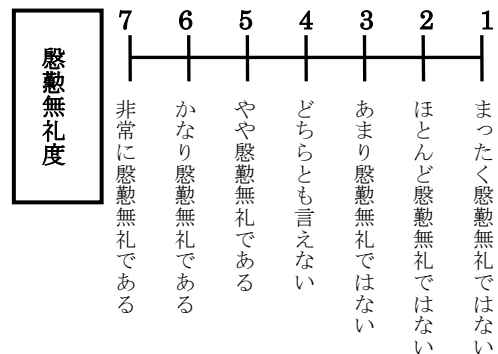 1
まったく慇懃無礼ではない
2
ほとんど慇懃無礼ではない
3
あまり慇懃無礼ではない
4
どちらとも言えない
5
やや慇懃無礼である
6
かなり慇懃無礼である
7
非常に慇懃無礼である
慇懃無礼度